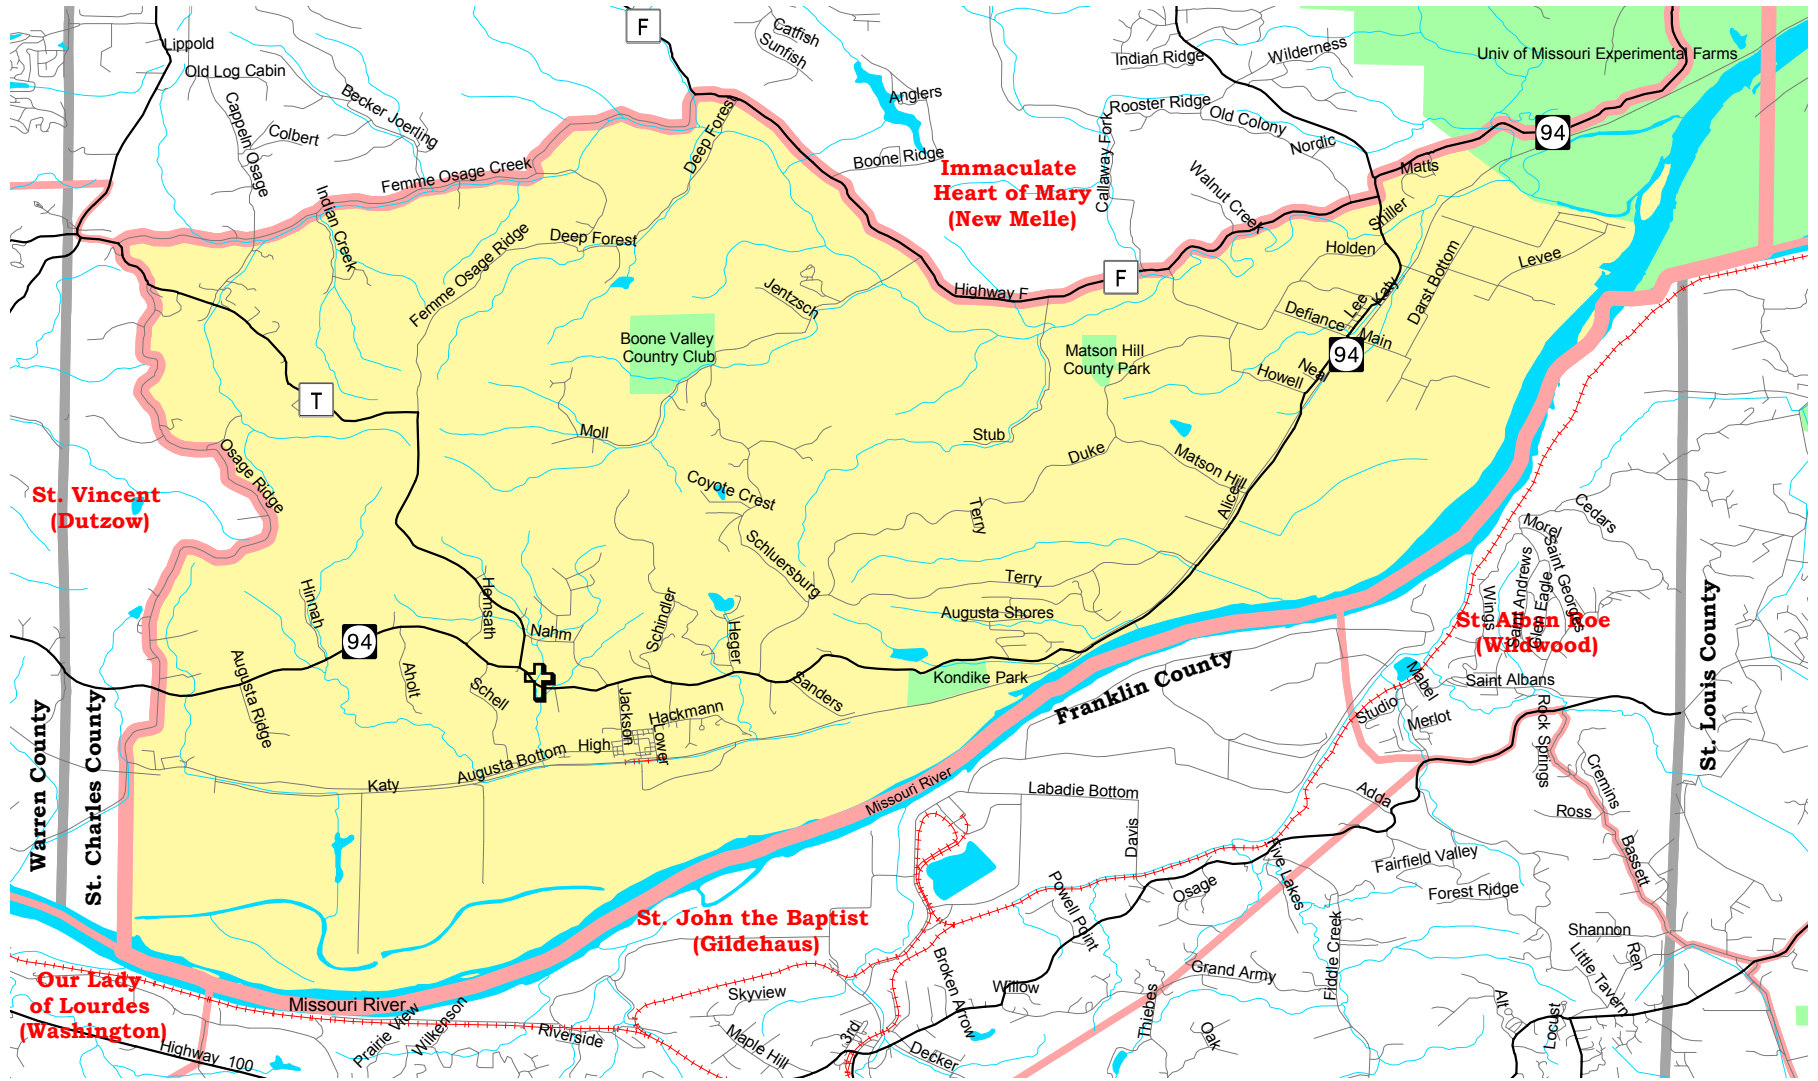 F
Catfish
Sunfish
Lippold
Old Log Cabin
Becker Joerling
Cappeln Osage
Colbert
Anglers
Boone Ridge
Indian Ridge
Wilderness
Univ of Missouri Experimental Farms
Rooster Ridge
Old Colony
Nordic
Callaway Fork
94
Matts
Walnut Creek
Shiller
Immaculate
Heart of Mary
(New Melle)
Deep Forest
Femme Osage Creek
Indian Creek
Femme Osage Ridge
Deep Forest
Jentzsch
Highway F
F
Holden
Levee
Darst Bottom
Katy
Lee
Defiance
Main
94
Neal
Howell
Boone Valley
Country Club
Matson Hill
County Park
T
Moll
Stub
Duke
Matson Hill
Alice
Osage Ridge
Coyote Crest
Terry
Schluersburg
St. Vincent
(Dutzow)
Cedars
Morel
Saint Georges
Saint Andrews
Glen Eagle
Wings
St. Alban Roe
(Wildwood)
Hinnah
Hemsath
Nahm
Schindler
Heger
Terry
Augusta Shores
94
Augusta Ridge
Aholt
Schell
Jackson
Hackmann
Lower
High
Augusta Bottom
Katy
Sanders
Kondike Park
Franklin County
Missouri River
Warren County
St. Charles County
St. Louis County
Mabel
Saint Albans
Studio
Merlot
Rock Springs
Cremins
Ross
Bassett
Adda
Labadie Bottom
Davis
Five Lakes
Fairfield Valley
Forest Ridge
Osage
Powell Point
Fiddle Creek
Shannon
Ren
Little Tavern
St. John the Baptist
(Gildehaus)
Broken Arrow
Grand Army
Willow
Thiebes
Oak
Alt
Locust
Our Lady
of Lourdes
(Washington)
Missouri River
Skyview
Prairie View
Wilkenson
Riverside
Maple Hill
3rd
Decker
Highway 100